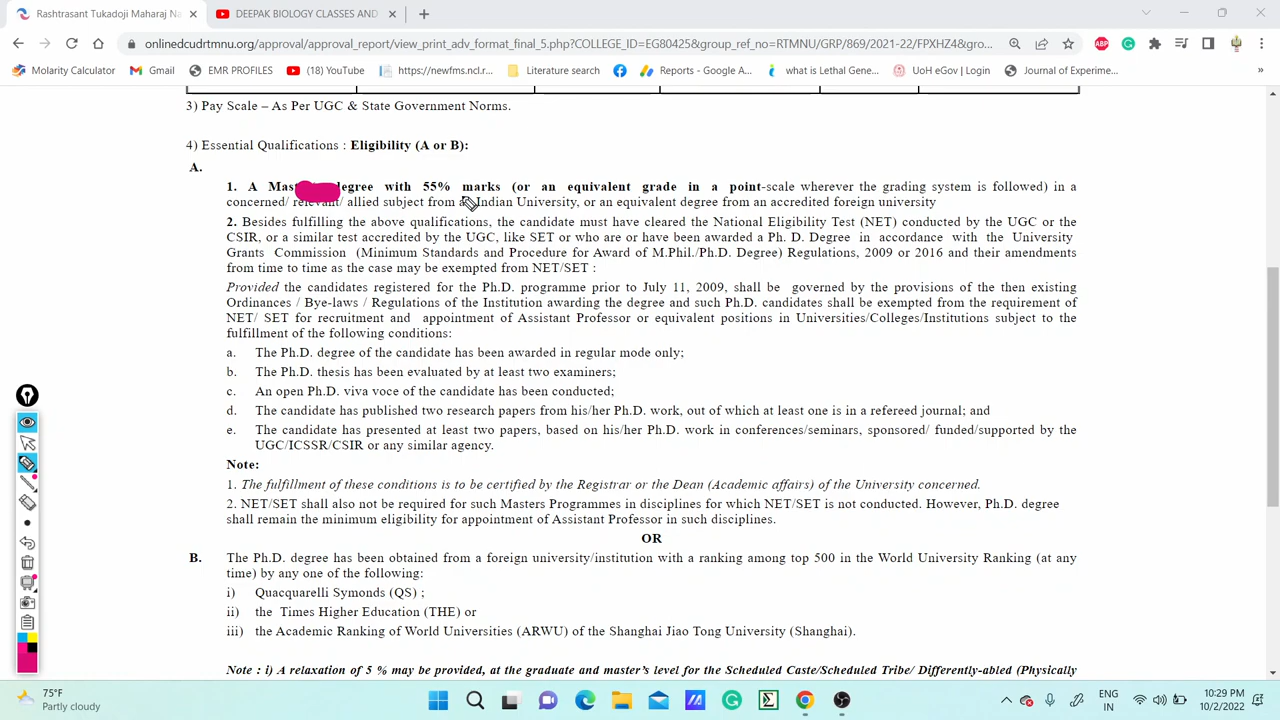 Rashtrasant Tukadoji Maharaj Na
DEEPAK BIOLOGY CLASSES AND
onlinedcudrtmnu.org/approval/approval_report/view_print_adv_format_final_5.php?COLLEGE_ID=EG80425&group_ref_no=RTMNU/GRP/869/2021-22/FPXHZ4&gro...
Molarity Calculator
Gmail
EMR PROFILES
(18) YouTube
https://newfms.ncl.r...
Literature search
Reports - Google A...
what is Lethal Gene...
UoH eGov | Login
Journal of Experime...
3) Pay Scale – As Per UGC & State Government Norms.
4) Essential Qualifications : Eligibility (A or B):
A.
1. A degree with 55% marks (or an equivalent grade in a point-scale wherever the grading system is followed) in a
concerned/ relevant/ allied subject from an Indian University, or an equivalent degree from an accredited foreign university
2. Besides fulfilling the above qualifications, the candidate must have cleared the National Eligibility Test (NET) conducted by the UGC or the
CSIR, or a similar test accredited by the UGC, like SET or who are or have been awarded a Ph. D. Degree in accordance with the University
Grants Commission (Minimum Standards and Procedure for Award of M.Phil./Ph.D. Degree) Regulations, 2009 or 2016 and their amendments
from time to time as the case may be exempted from NET/SET :
Provided the candidates registered for the Ph.D. programme prior to July 11, 2009, shall be governed by the provisions of the then existing
Ordinances / Bye-laws / Regulations of the Institution awarding the degree and such Ph.D. candidates shall be exempted from the requirement of
NET/ SET for recruitment and appointment of Assistant Professor or equivalent positions in Universities/Colleges/Institutions subject to the
fulfillment of the following conditions:
a. The Ph.D. degree of the candidate has been awarded in regular mode only;
b. The Ph.D. thesis has been evaluated by at least two examiners;
c. An open Ph.D. viva voce of the candidate has been conducted;
d. The candidate has published two research papers from his/her Ph.D. work, out of which at least one is in a refereed journal; and
e. The candidate has presented at least two papers, based on his/her Ph.D. work in conferences/seminars, sponsored/ funded/supported by the
UGC/ICSSR/CSIR or any similar agency.
Note:
1. The fulfillment of these conditions is to be certified by the Registrar or the Dean (Academic affairs) of the University concerned.
2. NET/SET shall also not be required for such Masters Programmes in disciplines for which NET/SET is not conducted. However, Ph.D. degree
shall remain the minimum eligibility for appointment of Assistant Professor in such disciplines.
OR
B. The Ph.D. degree has been obtained from a foreign university/institution with a ranking among top 500 in the World University Ranking (at any
time) by any one of the following:
i) Quacquarelli Symonds (QS) ;
ii) the Times Higher Education (THE) or
iii) the Academic Ranking of World Universities (ARWU) of the Shanghai Jiao Tong University (Shanghai).
Note : i) A relaxation of 5 % may be provided, at the graduate and master's level for the Scheduled Caste/Scheduled Tribe/ Differently-abled (Physically
75°F
Partly cloudy
ENG
IN
10:29 PM
10/2/2022